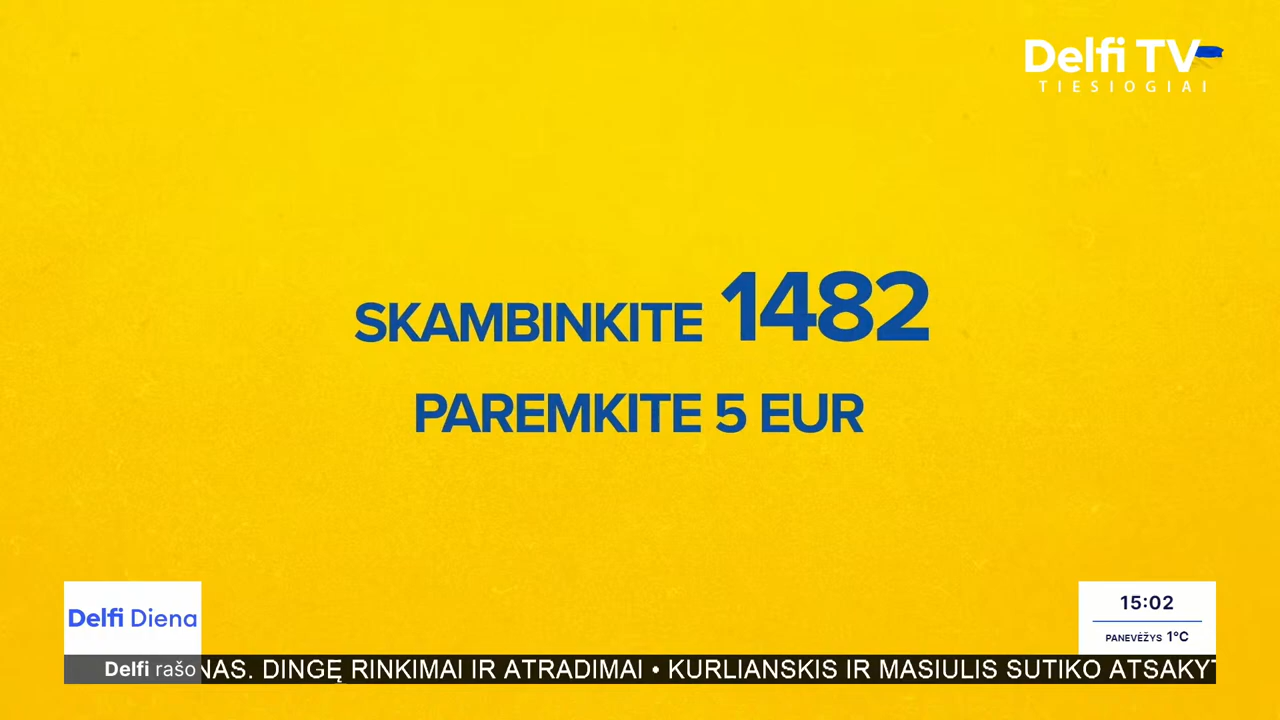 Delfi TV
TIESIOGIAI
SKAMBINKITE 1482
PAREMKITE 5 EUR
Delfi Diena
15:02
PANEVĖŽYS 1°C
Delfi rašo
NAS. DINGĘ RINKIMAI IR ATRADIMAI • KURLIANSKIS IR MASIULIS SUTIKO ATSAKYT